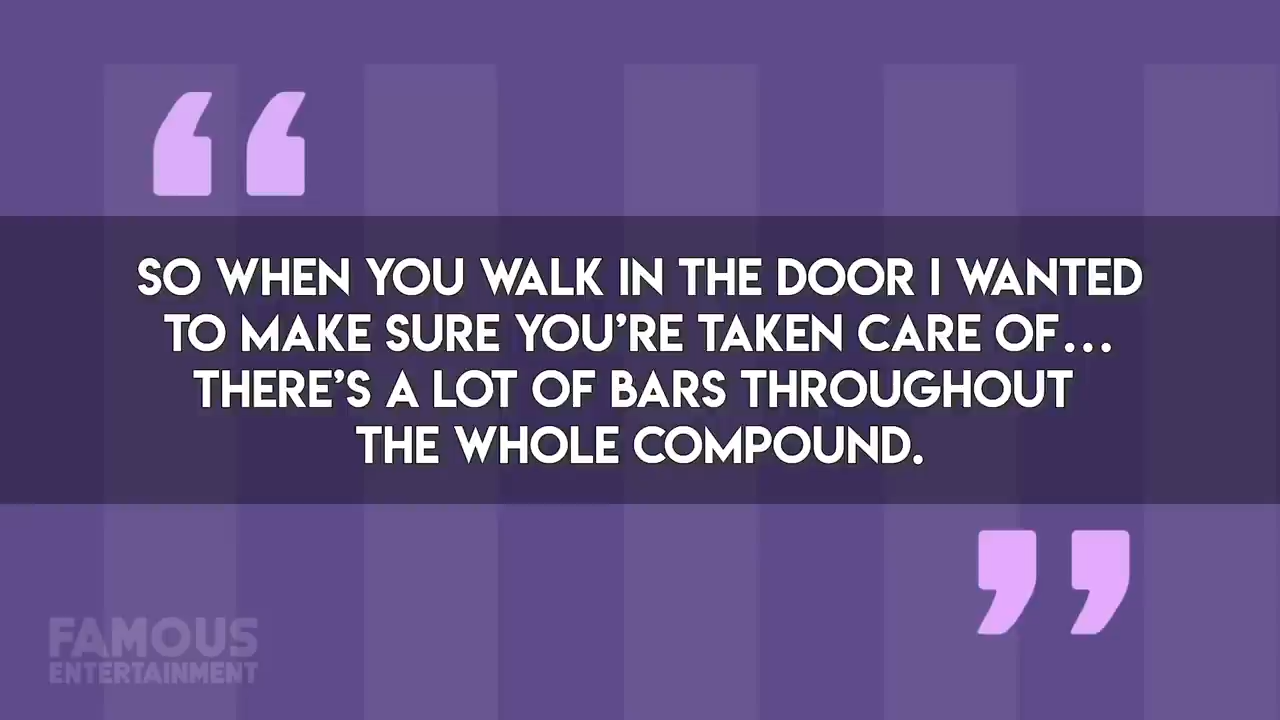 “
SO WHEN YOU WALK IN THE DOOR I WANTED
TO MAKE SURE YOU’RE TAKEN CARE OF...
THERE’S A LOT OF BARS THROUGHOUT
THE WHOLE COMPOUND.
”
FAMOUS
ENTERTAINMENT